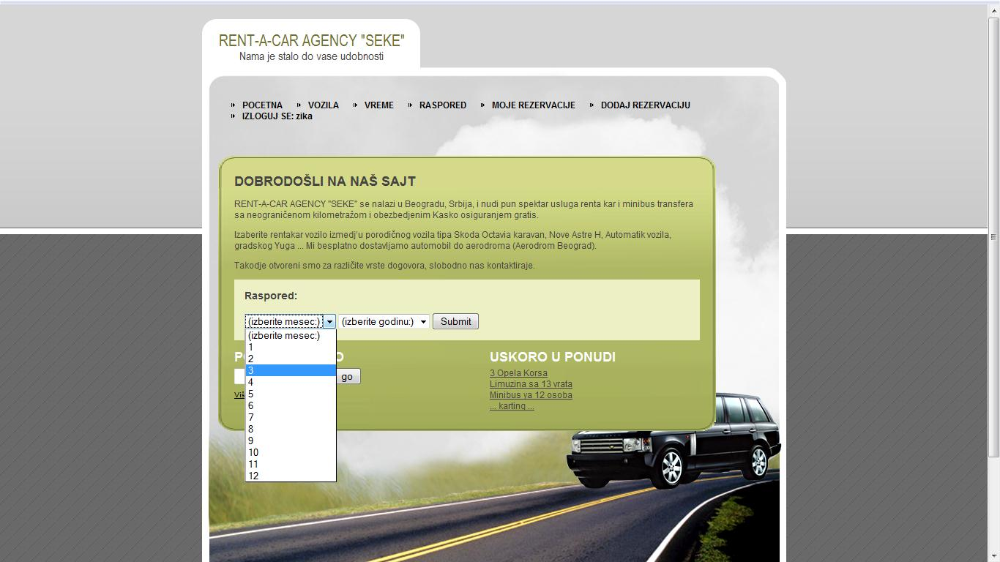 RENT-A-CAR AGENCY "SEKE"
Nama je stalo do vase udobnosti
POCETNA VOZILA VREME RASPORED MOJE REZERVACIJE DODAJ REZERVACIJU
IZLOGUJ SE: zika
DOBRODOŠLI NA NAŠ SAJT
RENT-A-CAR AGENCY "SEKE" se nalazi u Beogradu, Srbija, i nudi pun spektar usluga renta kar i minibus transfera
sa neograničenom kilometražom i obezbedjenim Kasko osiguranjem gratis.
Izaberite rentakar vozilo izmedj'u porodičnog vozila tipa Skoda Octavia karavan, Nove Astre H, Automatik vozila,
gradskog Yuga ... Mi besplatno dostavljamo automobil do aerodroma (Aerodrom Beograd).
Takodje otvoreni smo za različite vrste dogovora, slobodno nas kontaktiraje.
Raspored:
(izberite mesec:) (izberite godinu:) Submit
(izberite mesec:)
1
2
3
4
5
6
7
8
9
10
11
12
go
USKORO U PONUDI
3 Opela Korsa
Limuzina sa 13 vrata
Minibus va 12 osoba
... karting ...